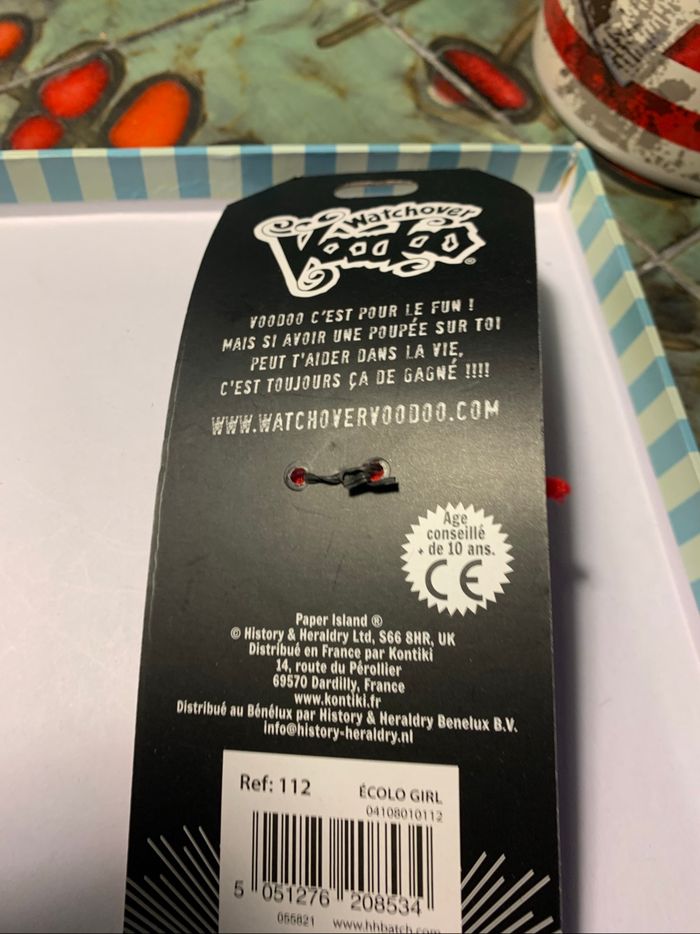 Watchover
Voodoo ®
VOODOO C'EST POUR LE FUN !
MAIS SI AVOIR UNE POUPÉE SUR TOI
PEUT T'AIDER DANS LA VIE,
C'EST TOUJOURS ÇA DE GAGNÉ !!!!
WWW.WATCHOVERVOODOO.COM
Age
conseillé
+ de 10 ans.
CE
Paper Island ®
© History & Heraldry Ltd, S66 8HR, UK
Distribué en France par Kontiki
14, route du Pérollier
69570 Dardilly, France
www.kontiki.fr
Distribué au Bénélux par History & Heraldry Benelux B.V.
info@history-heraldry.nl
Ref: 112 ÉCOLO GIRL
04108010112
5 051276 208534
055821 www.hhbatch.com